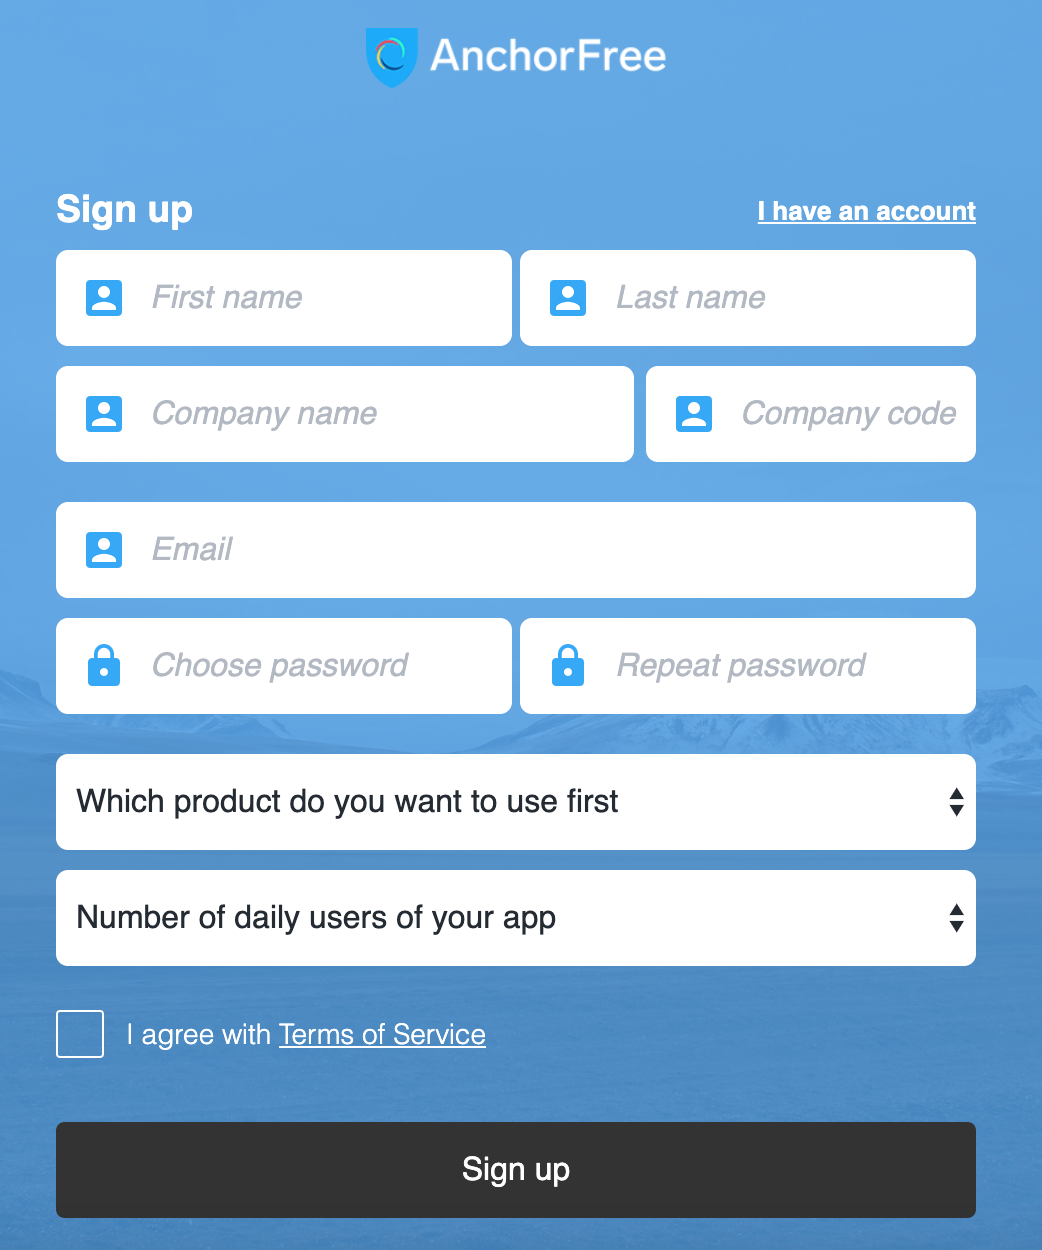 AnchorFree
Sign up
I have an account
First name
Last name
Company name
Company code
Email
Choose password
Repeat password
Which product do you want to use first
Number of daily users of your app
I agree with Terms of Service
Sign up